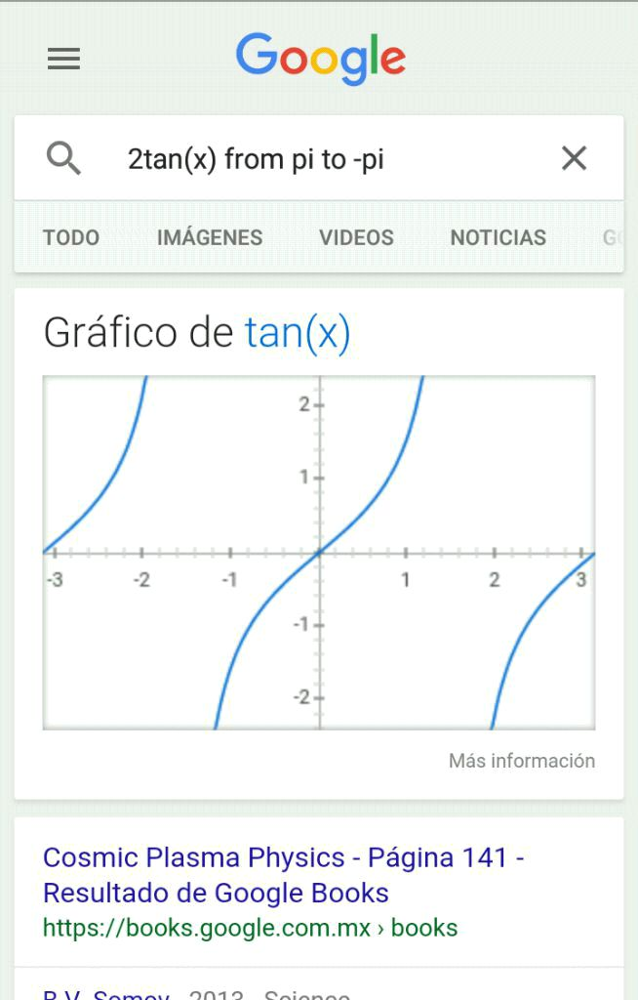 Google
2tan(x) from pi to -pi
TODO IMÁGENES VIDEOS NOTICIAS
Gráfico de tan(x)
2
1
-3 -2 -1 1 2 3
-1
-2
Más información
Cosmic Plasma Physics - Página 141 -
Resultado de Google Books
https://books.google.com.mx › books
B.V. Somov - 2013 - Science